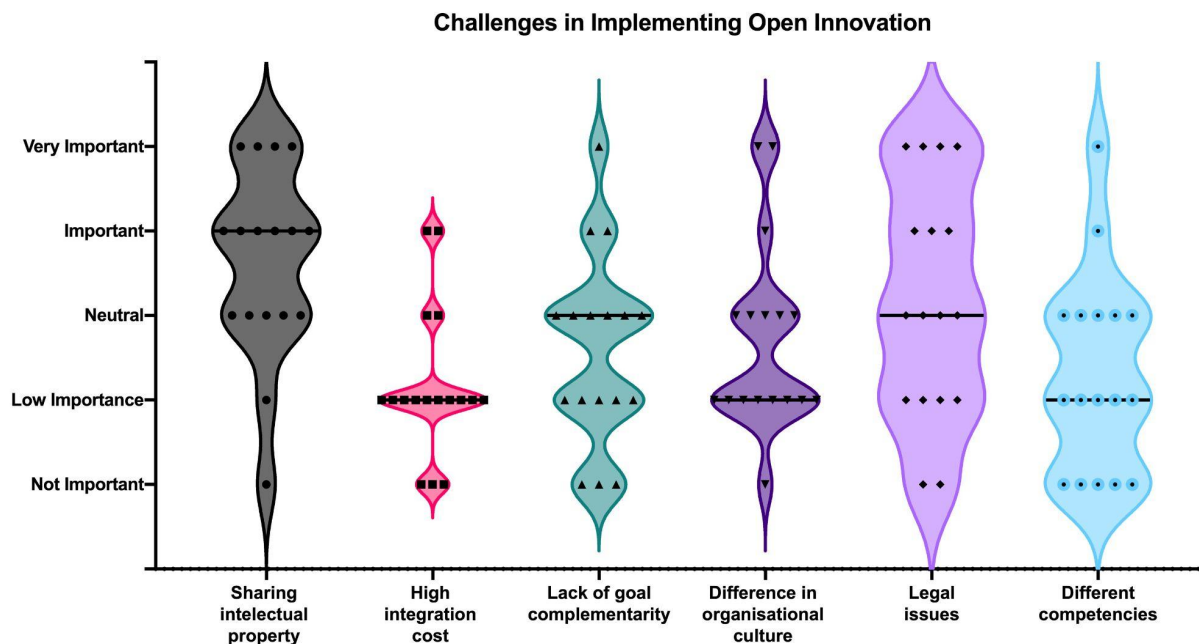 Challenges in Implementing Open Innovation
Very Important
Important
Neutral
Low Importance
Not Important
Sharing
intelectual
property
High
integration
cost
Lack of goal
complementarity
Difference in
organisational
culture
Legal
issues
Different
competencies